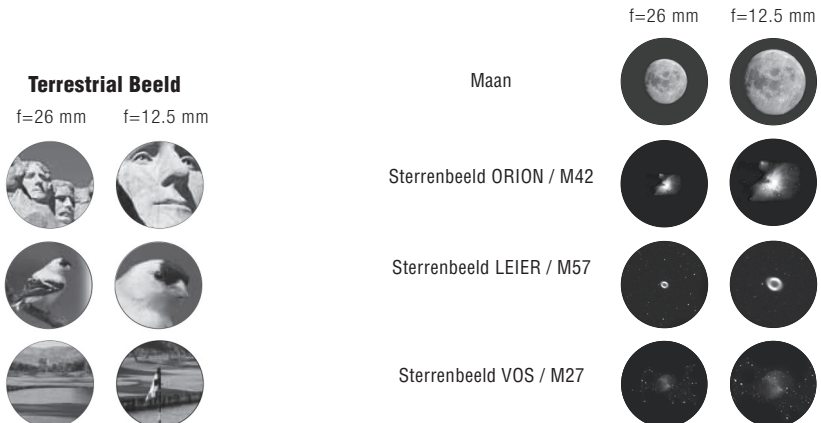 Terrestrial Beeld
f=26 mm f=12.5 mm
f=26 mm f=12.5 mm
Maan
Sterrenbeeld ORION / M42
Sterrenbeeld LEIER / M57
Sterrenbeeld VOS / M27